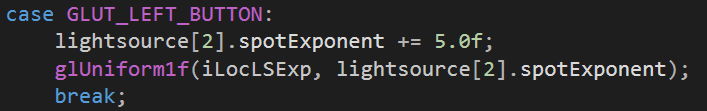 case GLUT_LEFT_BUTTON:
    lightsource[2].spotExponent += 5.0f;
    glUniform1f(iLocLSExp, lightsource[2].spotExponent);
    break;